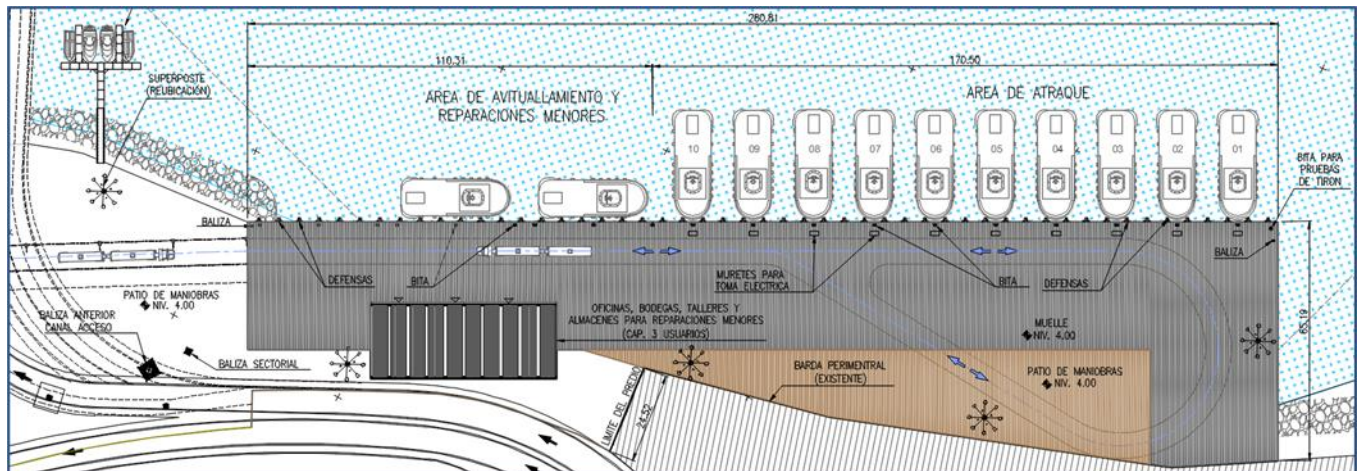 280.81
110.31
170.50
SUPERPOSTE
(REUBICACIÓN)
AREA DE AVITUALLAMIENTO Y
REPARACIONES MENORES
AREA DE ATRAQUE
10
09
08
07
06
05
04
03
02
01
BITA PARA
PRUEBAS
DE TIRON
BALIZA
BALIZA
DEFENSAS
BITA
MURETES PARA
TOMA ELECTRICA
BITA
DEFENSAS
PATIO DE MANIOBRAS
NIV. 4.00
OFICINAS, BODEGAS, TALLERES Y
ALMACENES PARA REPARACIONES MENORES
(CAP. 3 USUARIOS)
MUELLE
NIV. 4.00
65.19
BALIZA ANTERIOR
CANAL ACCESO
BALIZA SECTORIAL
BARDA PERIMENTRAL
(EXISTENTE)
PATIO DE MANIOBRAS
NIV. 4.00
LIMITE DEL PREDIO
24.52